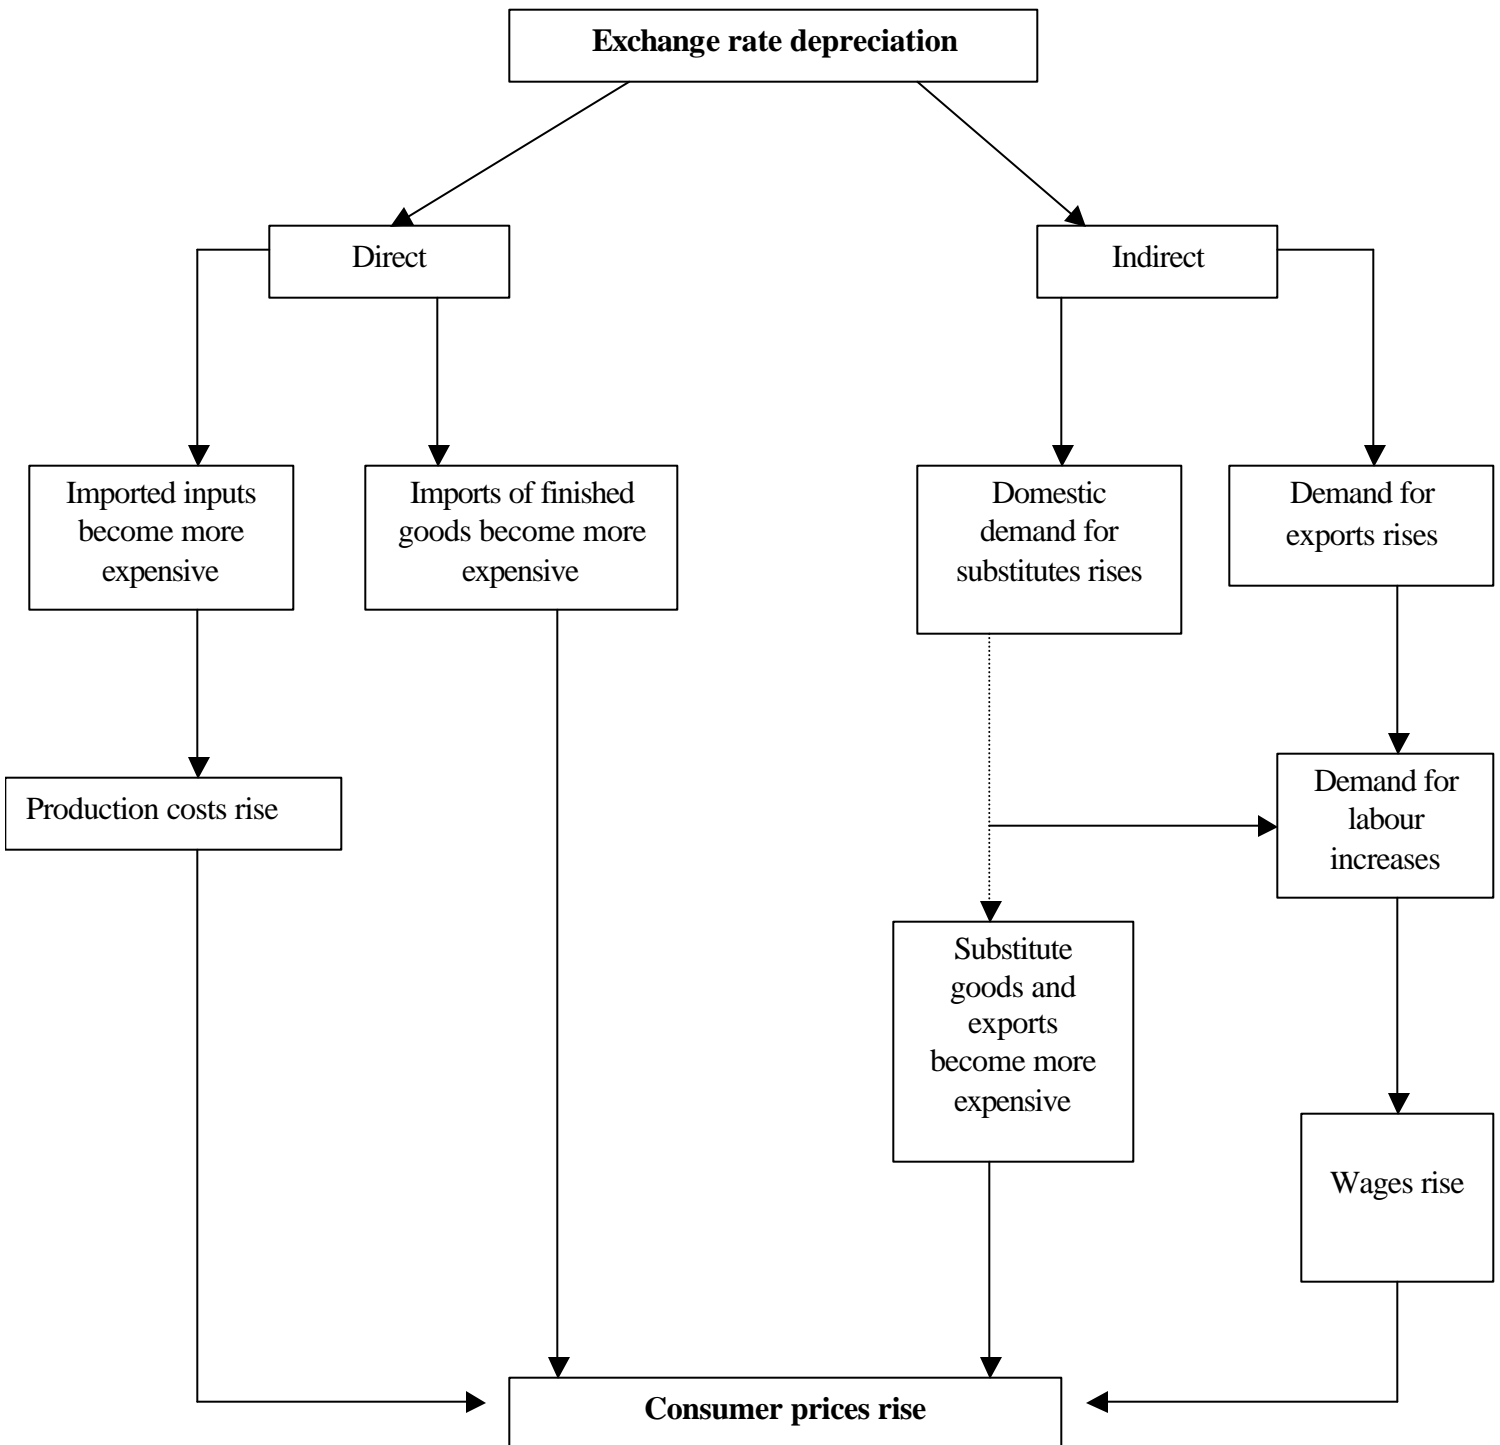 Exchange rate depreciation
Direct
Indirect
Imported inputs
become more
expensive
Imports of finished
goods become more
expensive
Domestic
demand for
substitutes rises
Demand for
exports rises
Production costs rise
Demand for
labour
increases
Substitute
goods and
exports
become more
expensive
Wages rise
Consumer prices rise